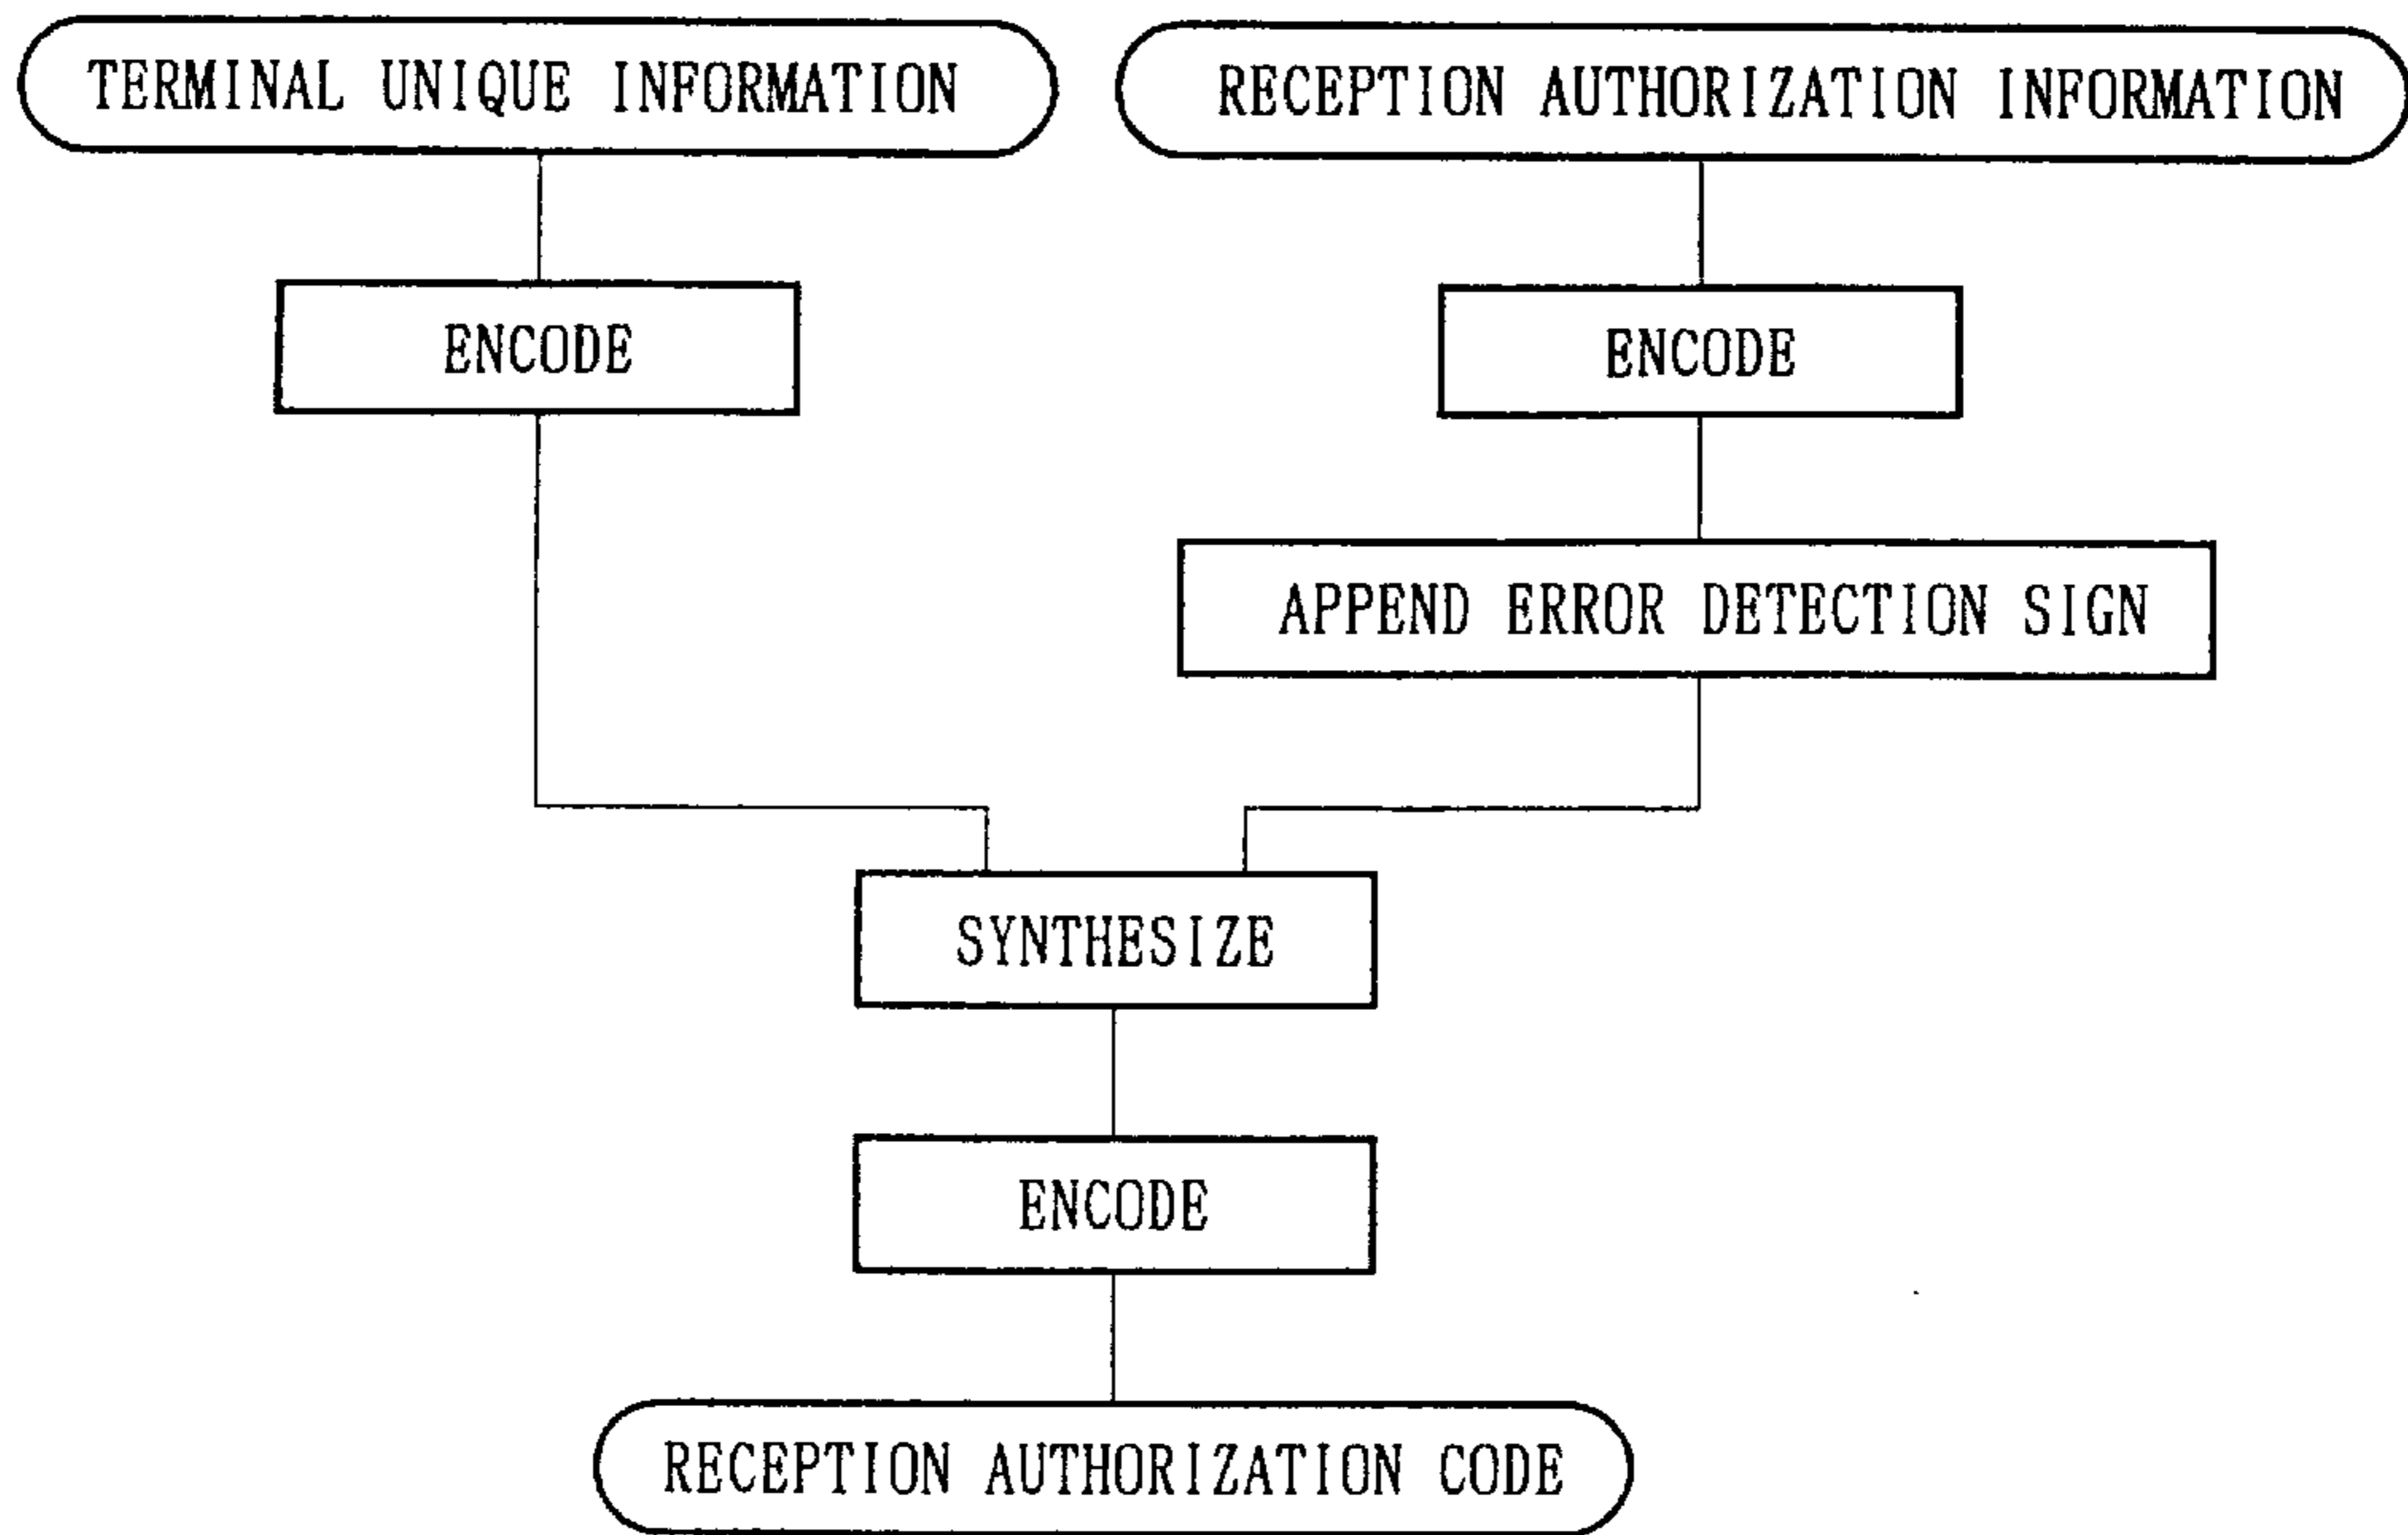 TERMINAL UNIQUE INFORMATION
RECEPTION AUTHORIZATION INFORMATION
ENCODE
ENCODE
APPEND ERROR DETECTION SIGN
SYNTHESIZE
ENCODE
RECEPTION AUTHORIZATION CODE